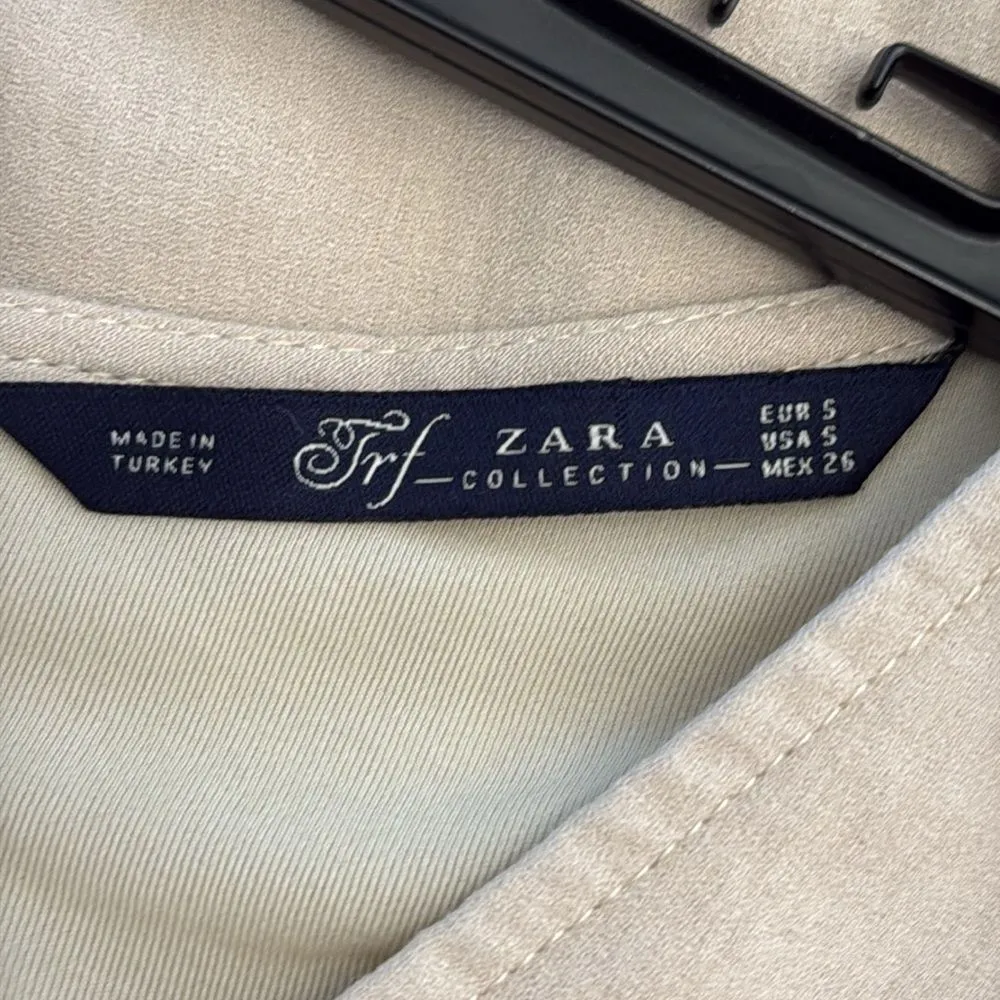 MADE IN
TURKEY
Trf
ZARA
COLLECTION
EUR S
USA S
MEX 26